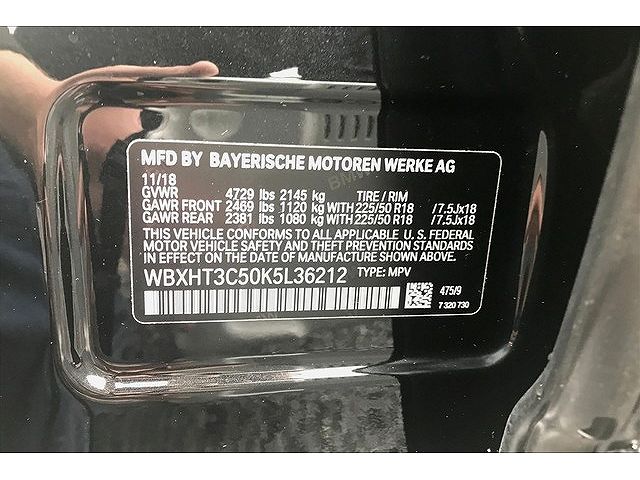 MFD BY BAYERISCHE MOTOREN WERKE AG
11/18
GVWR 4729 lbs 2145 kg TIRE / RIM
GAWR FRONT 2469 lbs 1120 kg WITH 225/50 R18 /7.5Jx18
GAWR REAR 2381 lbs 1080 kg WITH 225/50 R18 /7.5Jx18
THIS VEHICLE CONFORMS TO ALL APPLICABLE U. S. FEDERAL
MOTOR VEHICLE SAFETY AND THEFT PREVENTION STANDARDS
IN EFFECT ON THE DATE OF MANUFACTURE SHOWN ABOVE.
WBXHT3C50K5L36212 TYPE: MPV
475/9
7 320 730